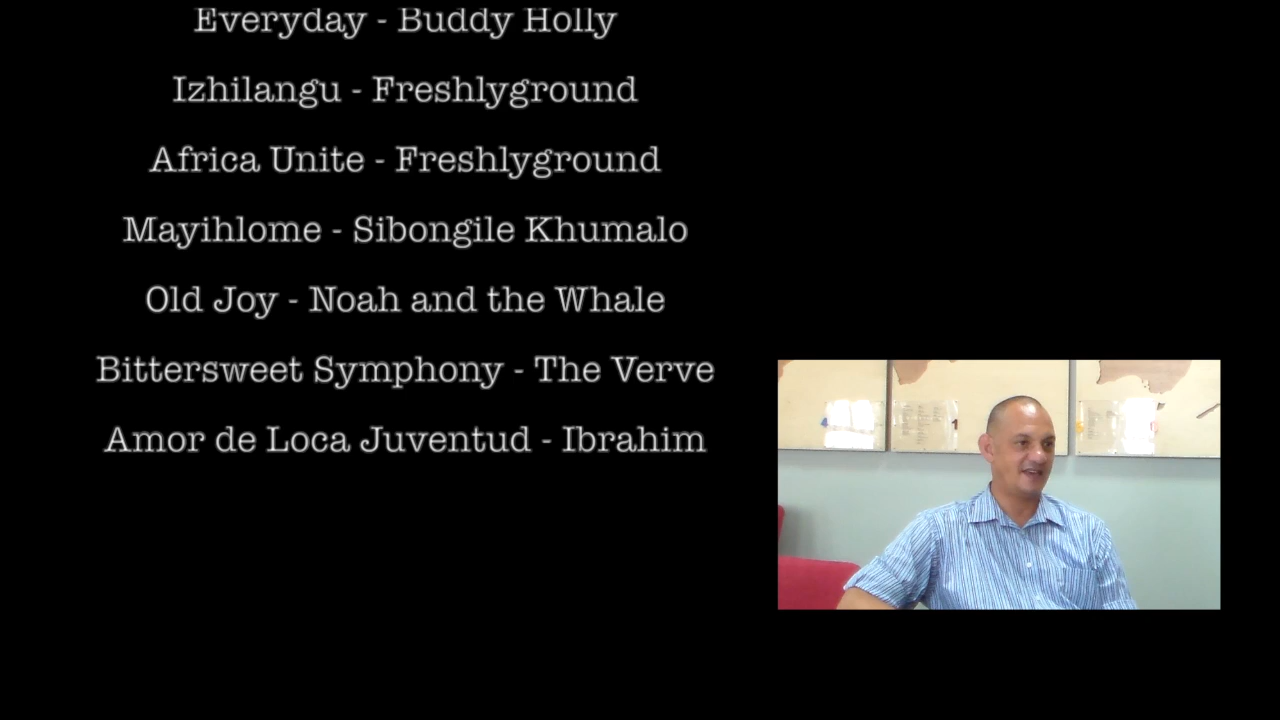 Everyday - Buddy Holly
Izhilangu - Freshlyground
Africa Unite - Freshlyground
Mayihlome - Sibongile Khumalo
Old Joy - Noah and the Whale
Bittersweet Symphony - The Verve
Amor de Loca Juventud - Ibrahim